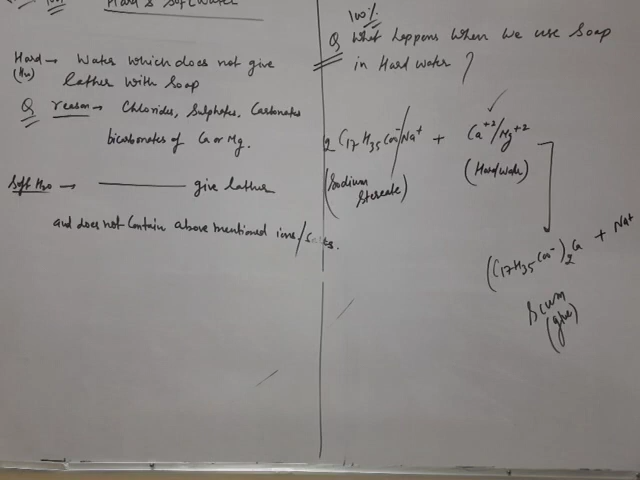 100% Hard & Soft Water
Hard → Water which does not give
(H2O) lather with Soap
Q reason → Chlorides, Sulphates, Carbonates
bicarbonates of Ca or Mg.
Soft H2O → ———— give lather
and does not Contain above mentioned ions/Salts.
100%
Q What happens when we use Soap
in Hard water ?
2 C17H35COO⁻/Na⁺ + Ca⁺²/Mg⁺²
(Sodium Stereate) (Hard water)
(C17H35COO⁻)2Ca + Na⁺
Scum